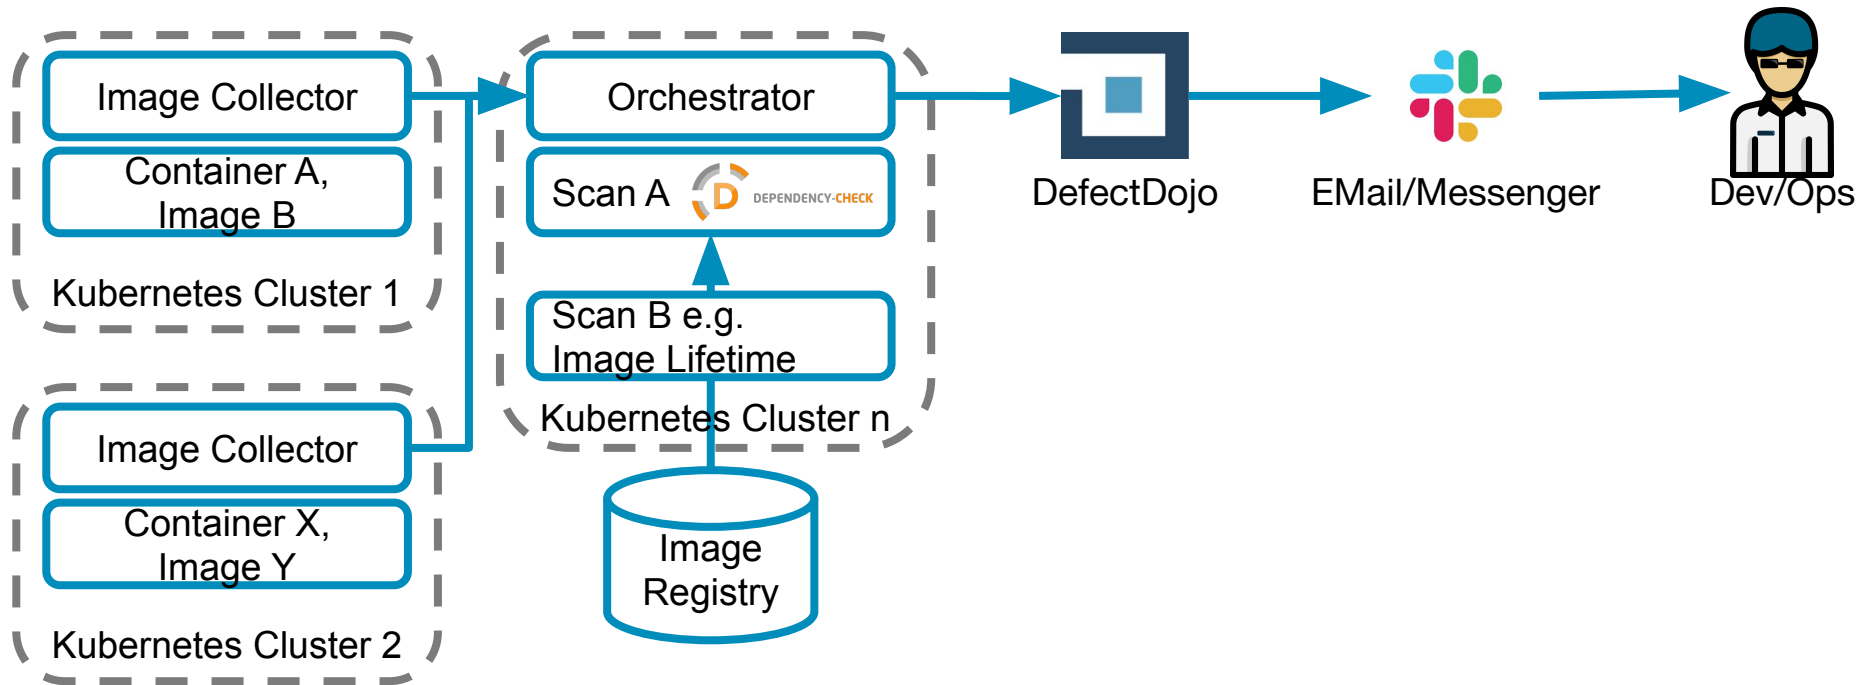 Image Collector
Container A,
Image B
Kubernetes Cluster 1
Image Collector
Container X,
Image Y
Kubernetes Cluster 2
Orchestrator
Scan A
DEPENDENCY-CHECK
Scan B e.g.
Image Lifetime
Kubernetes Cluster n
Image
Registry
DefectDojo
EMail/Messenger
Dev/Ops